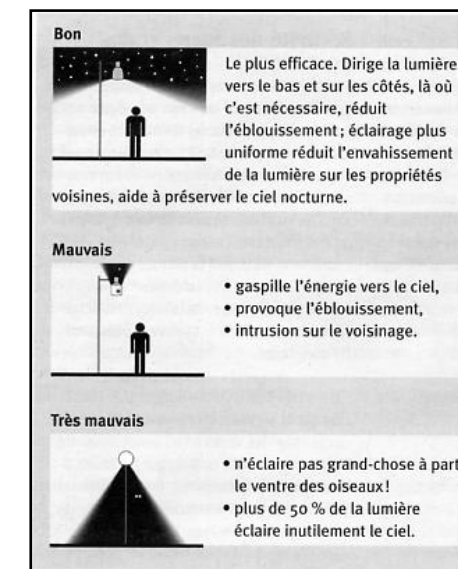 Bon
Le plus efficace. Dirige la lumière
vers le bas et sur les côtés, là où
c'est nécessaire, réduit
l'éblouissement ; éclairage plus
uniforme réduit l'envahissement
de la lumière sur les propriétés
voisines, aide à préserver le ciel nocturne.
Mauvais
• gaspille l'énergie vers le ciel,
• provoque l'éblouissement,
• intrusion sur le voisinage.
Très mauvais
• n'éclaire pas grand-chose à part
le ventre des oiseaux !
• plus de 50 % de la lumière
éclaire inutilement le ciel.